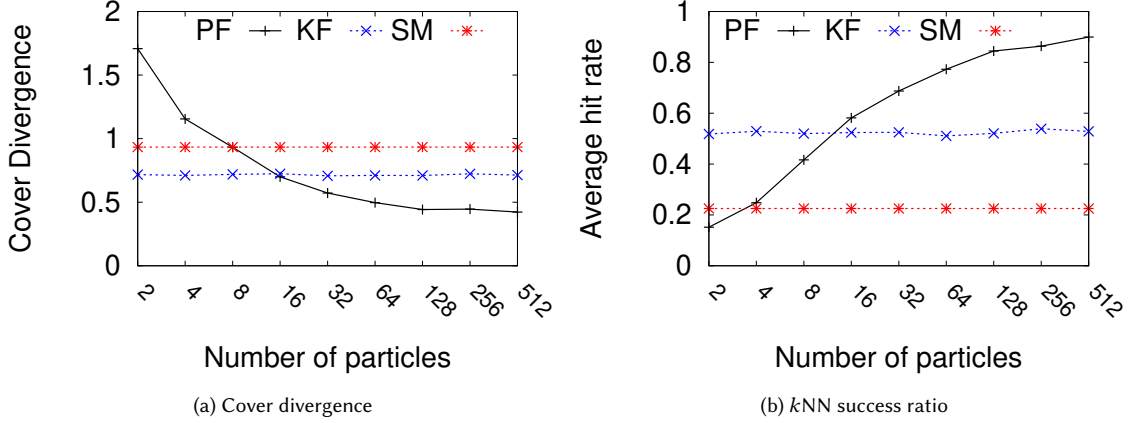 PF KF SM
2
1.5
1
0.5
0
Cover Divergence
2 4 8 16 32 64 128 256 512
Number of particles
(a) Cover divergence
PF KF SM
1
0.8
0.6
0.4
0.2
0
Average hit rate
2 4 8 16 32 64 128 256 512
Number of particles
(b) kNN success ratio